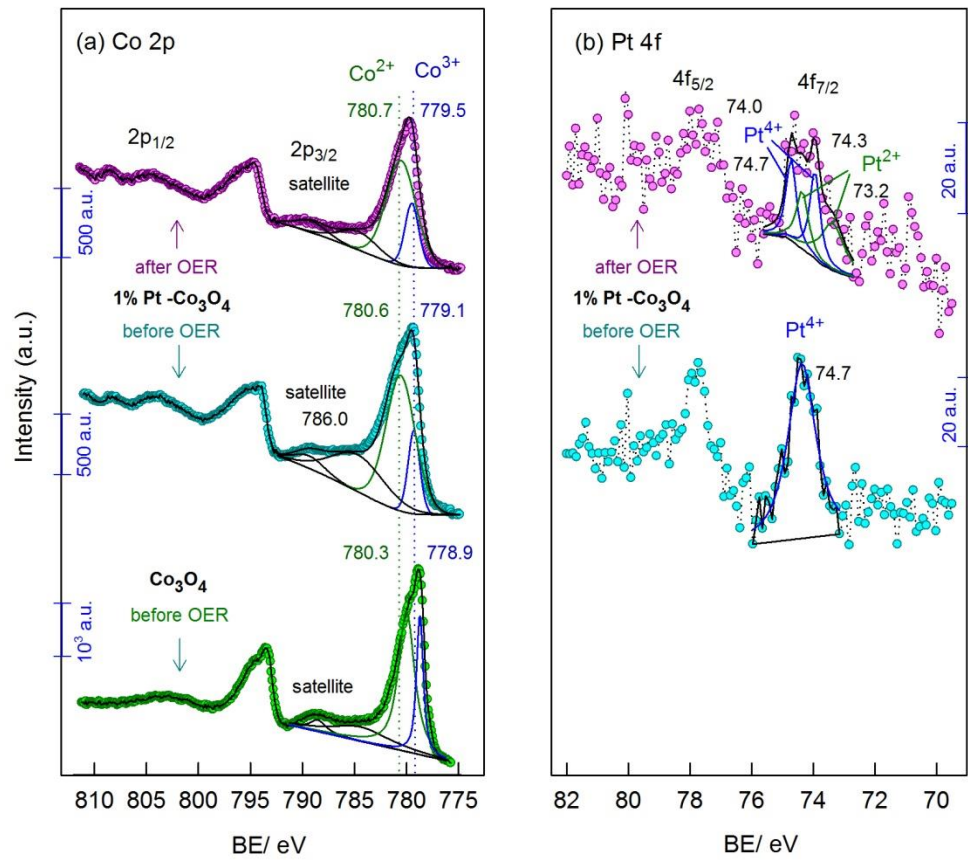 (a) Co 2p
Co²⁺
Co³⁺
780.7
779.5
2p₁/₂
2p₃/₂
satellite
500 a.u.
after OER
1% Pt -Co₃O₄
before OER
780.6
779.1
satellite
786.0
500 a.u.
780.3
778.9
Co₃O₄
before OER
10³ a.u.
satellite
Intensity (a.u.)
810 805 800 795 790 785 780 775
BE/ eV
(b) Pt 4f
4f₅/₂
4f₇/₂
74.0
Pt⁴⁺
74.3
74.7
Pt²⁺
73.2
20 a.u.
after OER
1% Pt -Co₃O₄
before OER
Pt⁴⁺
74.7
20 a.u.
82 80 78 76 74 72 70
BE/ eV